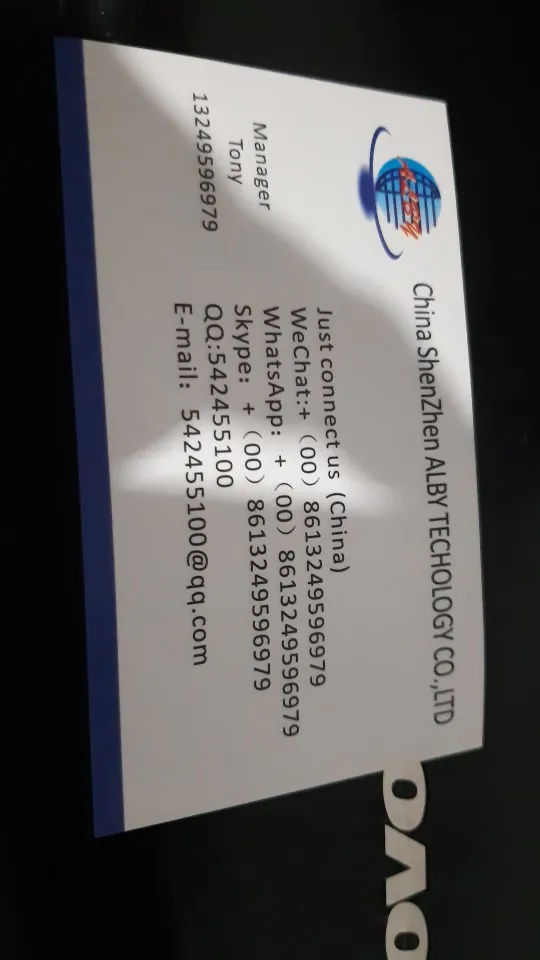 ALBY
China ShenZhen ALBY TECHOLOGY CO.,LTD
Manager
Tony
13249596979
Just connect us (China)
WeChat:+（00）8613249596979
WhatsApp: +（00）8613249596979
Skype: +（00）8613249596979
QQ:542455100
E-mail: 542455100@qq.com